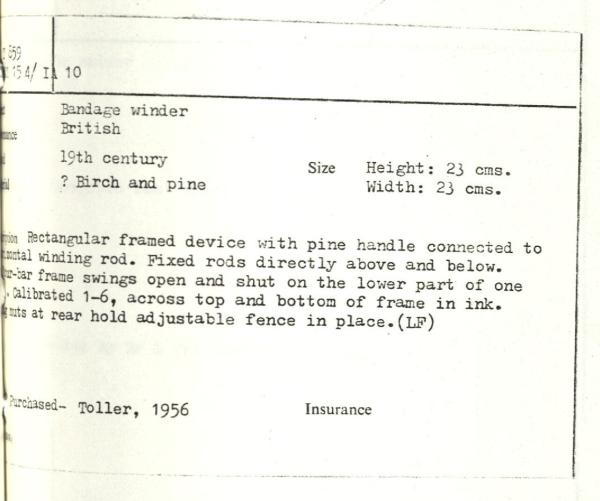 10
Bandage winder
British
19th century
Size Height: 23 cms.
? Birch and pine
Width: 23 cms.
Rectangular framed device with pine handle connected to
winding rod. Fixed rods directly above and below.
frame swings open and shut on the lower part of one
Calibrated 1-6, across top and bottom of frame in ink.
nuts at rear hold adjustable fence in place.(LF)
Purchased- Toller, 1956 Insurance